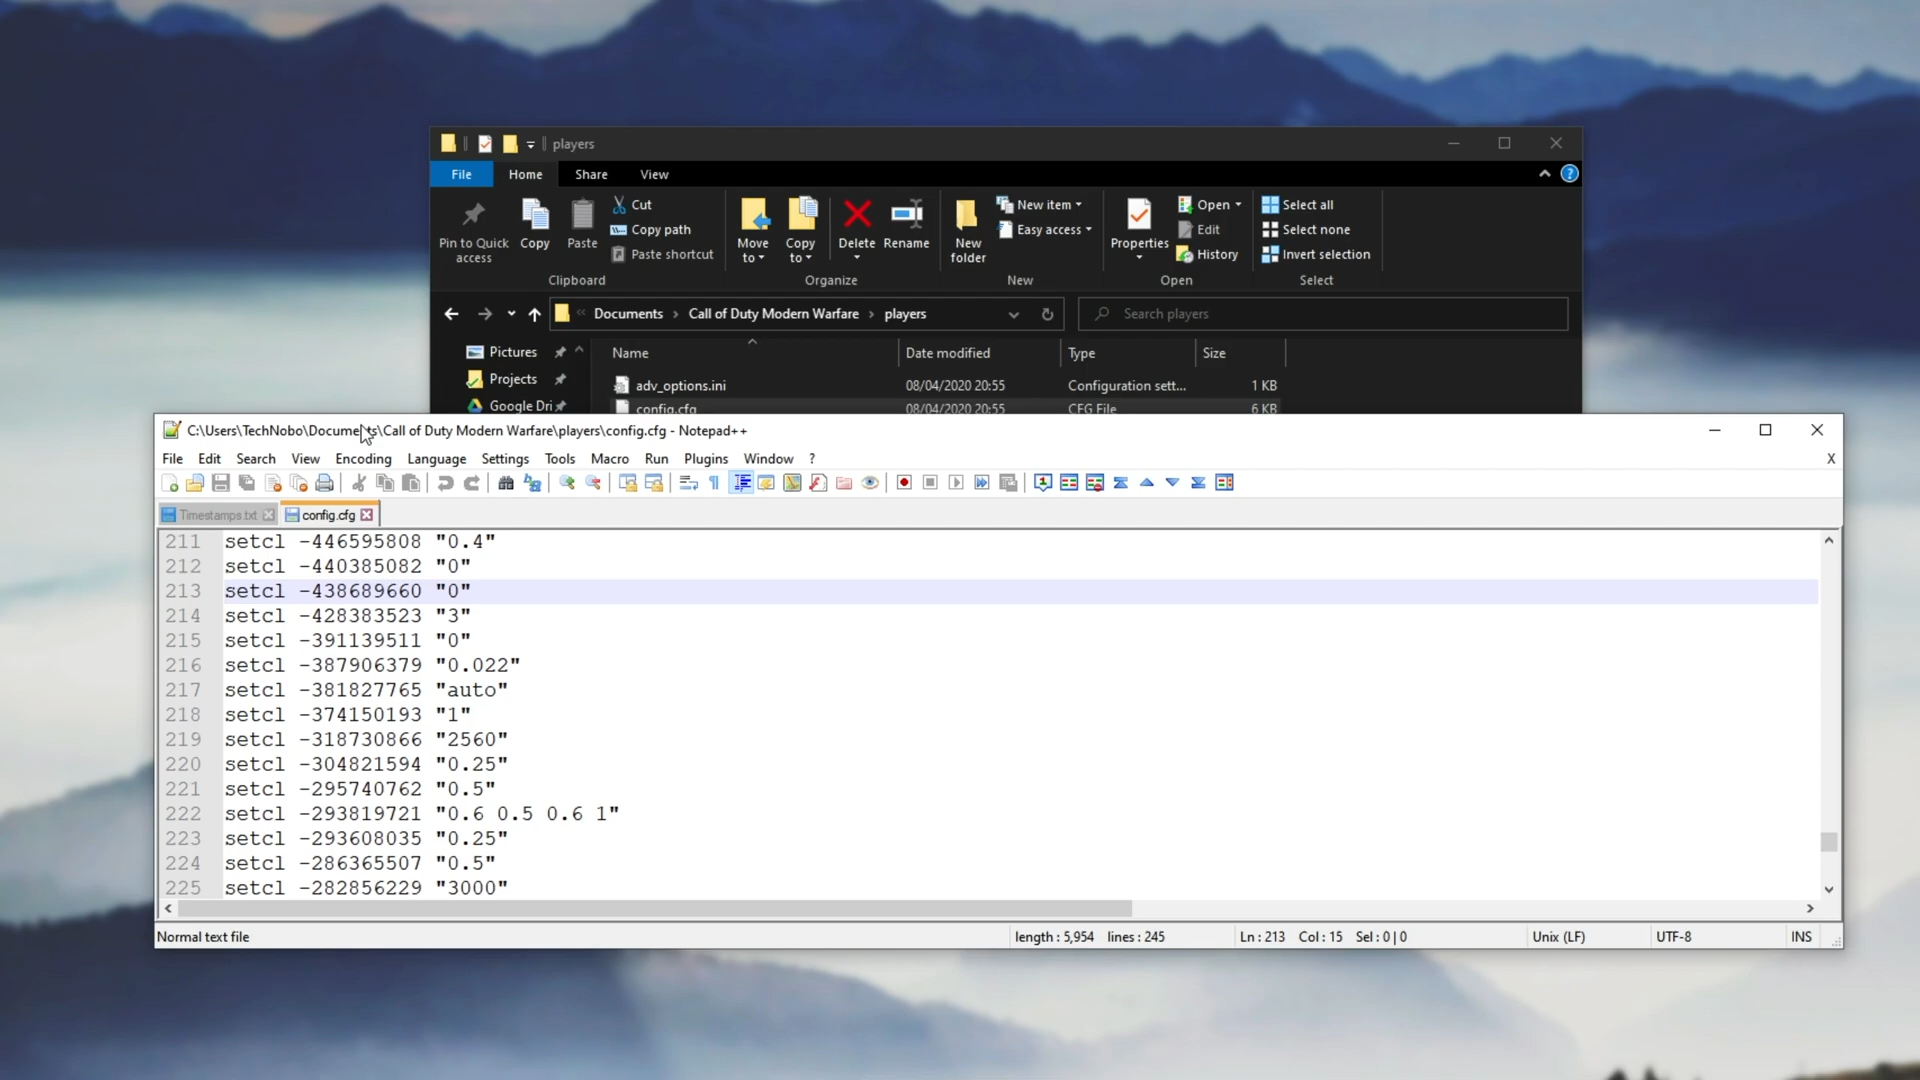 players
File Home Share View
Pin to Quick access
Copy
Paste
Cut
Copy path
Paste shortcut
Clipboard
Move to
Copy to
Delete
Rename
Organize
New folder
New item
Easy access
New
Properties
Open
Edit
History
Open
Select all
Select none
Invert selection
Select
« Documents › Call of Duty Modern Warfare › players
Search players
Pictures
Projects
Google Dri
Name Date modified Type Size
adv_options.ini 08/04/2020 20:55 Configuration sett... 1 KB
config.cfg 08/04/2020 20:55 CFG File 6 KB
C:\Users\TechNobo\Documents\Call of Duty Modern Warfare\players\config.cfg - Notepad++
File Edit Search View Encoding Language Settings Tools Macro Run Plugins Window ? X
Timestamps.txt config.cfg
211 setcl -446595808 "0.4"
212 setcl -440385082 "0"
213 setcl -438689660 "0"
214 setcl -428383523 "3"
215 setcl -391139511 "0"
216 setcl -387906379 "0.022"
217 setcl -381827765 "auto"
218 setcl -374150193 "1"
219 setcl -318730866 "2560"
220 setcl -304821594 "0.25"
221 setcl -295740762 "0.5"
222 setcl -293819721 "0.6 0.5 0.6 1"
223 setcl -293608035 "0.25"
224 setcl -286365507 "0.5"
225 setcl -282856229 "3000"
Normal text file length : 5,954 lines : 245 Ln : 213 Col : 15 Sel : 0 | 0 Unix (LF) UTF-8 INS